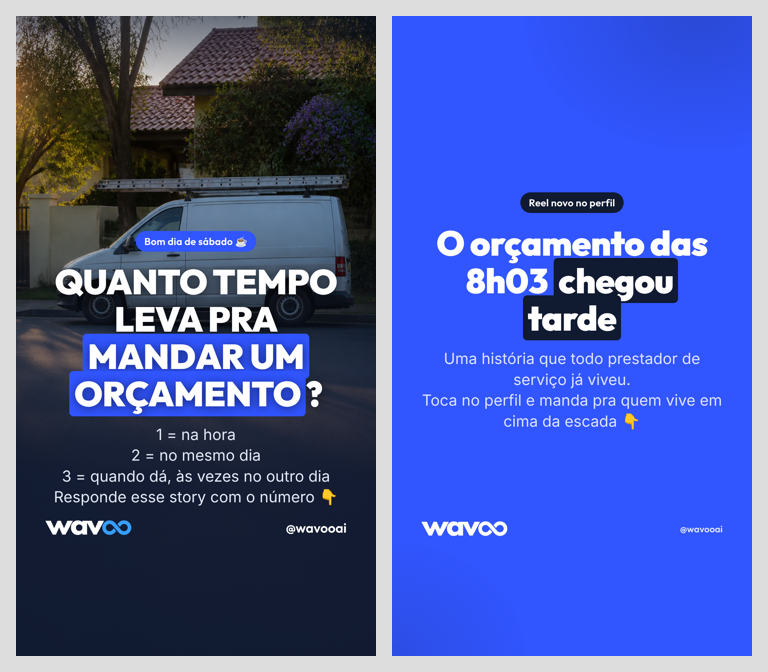 Bom dia de sábado ☕
QUANTO TEMPO
LEVA PRA
MANDAR UM
ORÇAMENTO?
1 = na hora
2 = no mesmo dia
3 = quando dá, às vezes no outro dia
Responde esse story com o número 👇
wavoo
@wavooai
Reel novo no perfil
O orçamento das
8h03 chegou
tarde
Uma história que todo prestador de
serviço já viveu.
Toca no perfil e manda pra quem vive em
cima da escada 👇
wavoo
@wavooai